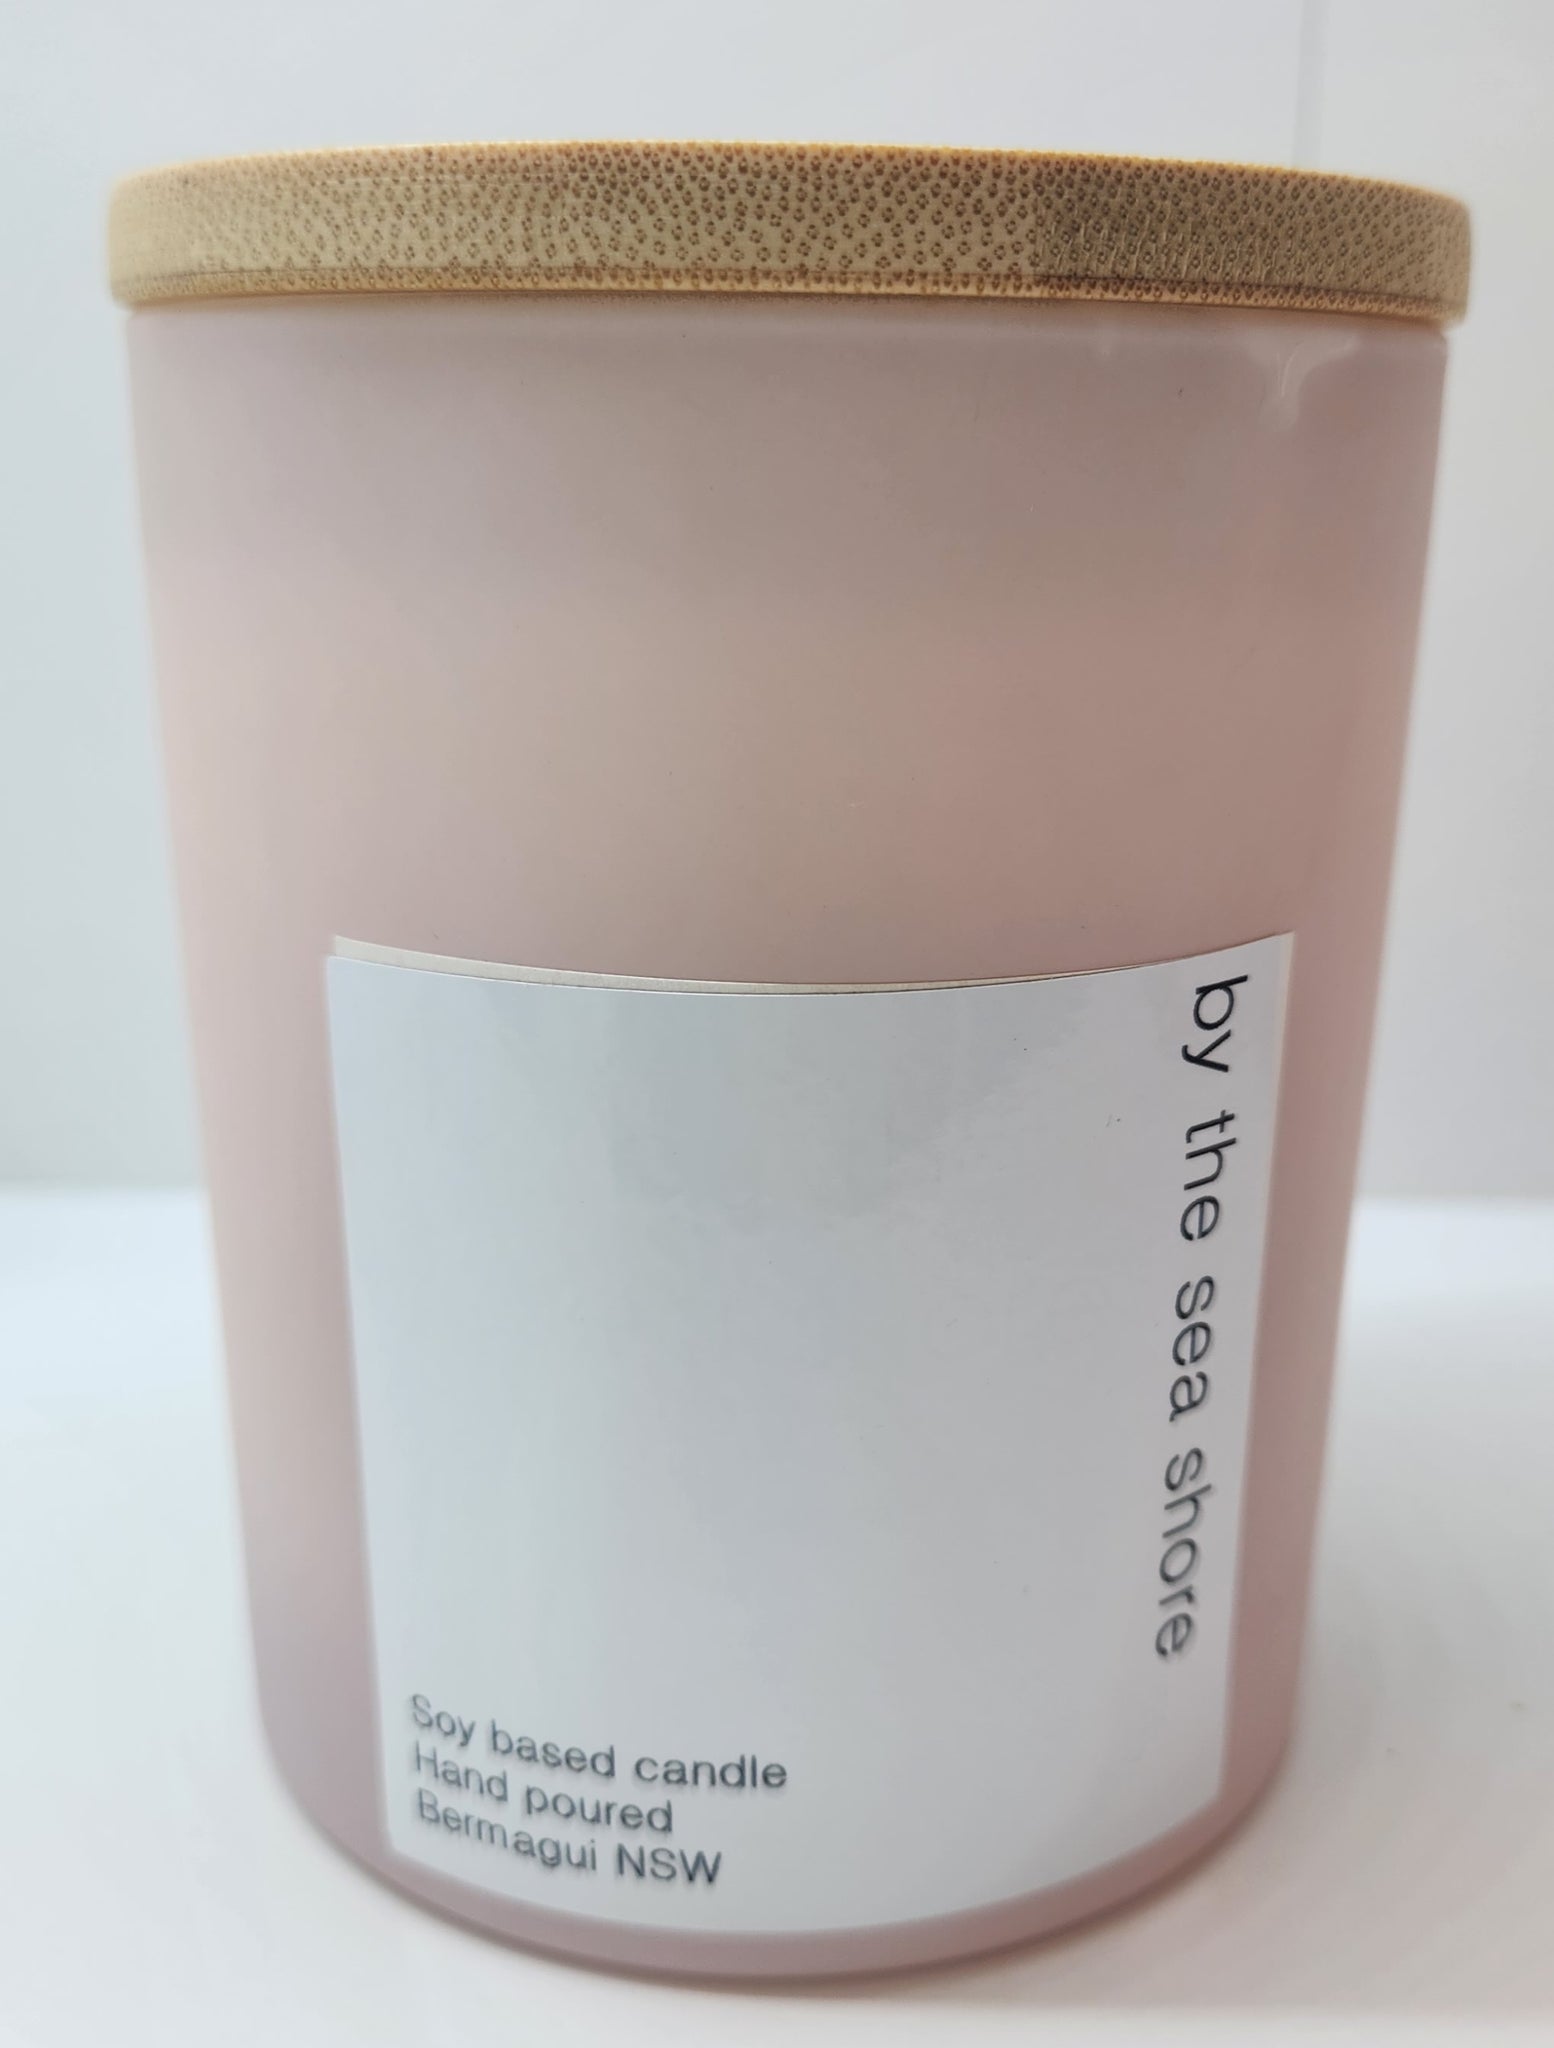 by the sea shore
Soy based candle
Hand poured
Bermagui NSW